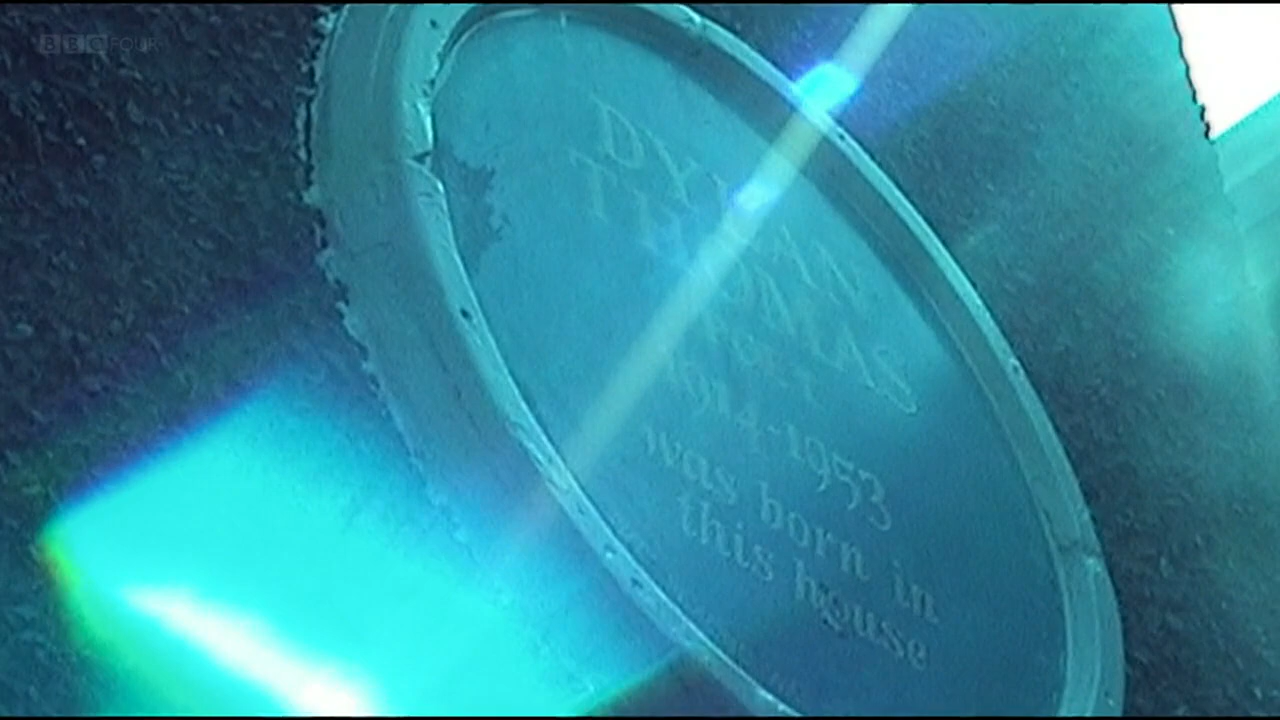 BBC FOUR
DYLAN
THOMAS
1914-1953
was born in
this house